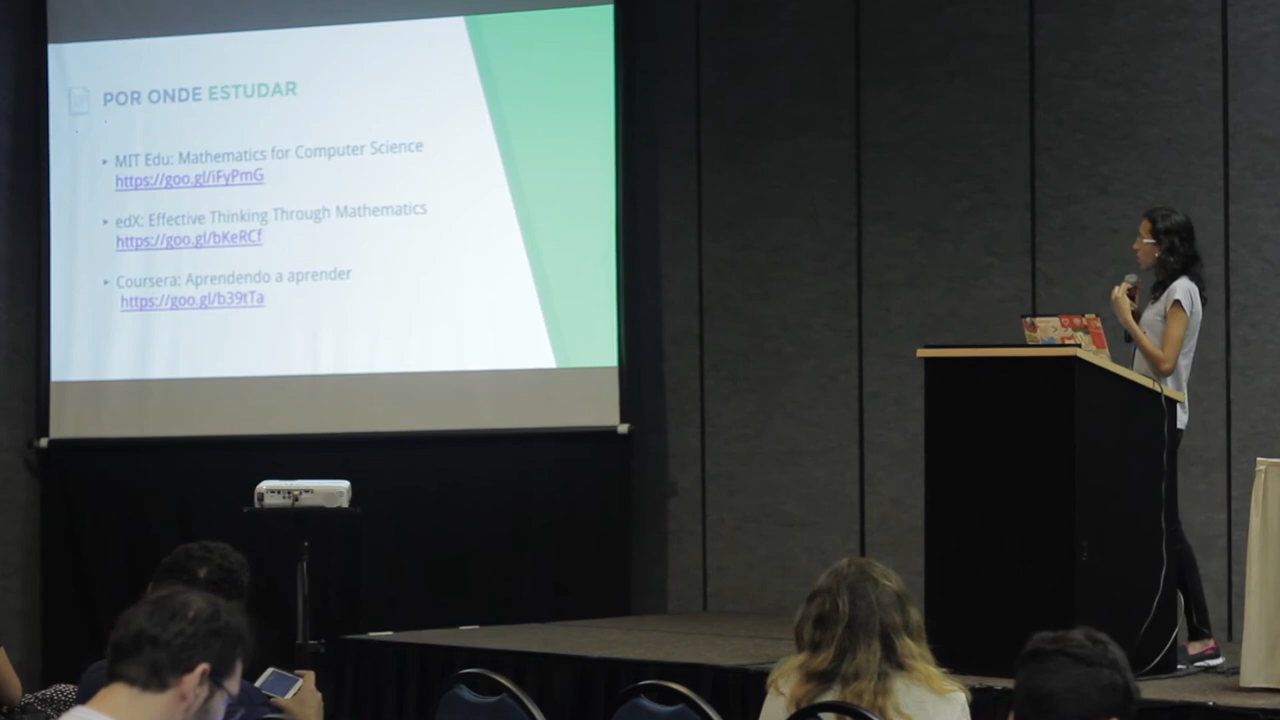 POR ONDE ESTUDAR
▸ MIT Edu: Mathematics for Computer Science
https://goo.gl/iFyPmG
▸ edX: Effective Thinking Through Mathematics
https://goo.gl/bKeRCf
▸ Coursera: Aprendendo a aprender
https://goo.gl/b39tTa